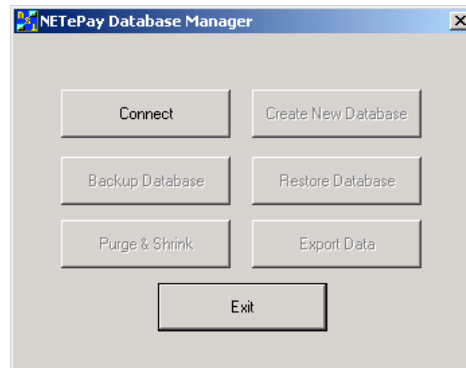 NETePay Database Manager
Connect
Create New Database
Backup Database
Restore Database
Purge & Shrink
Export Data
Exit